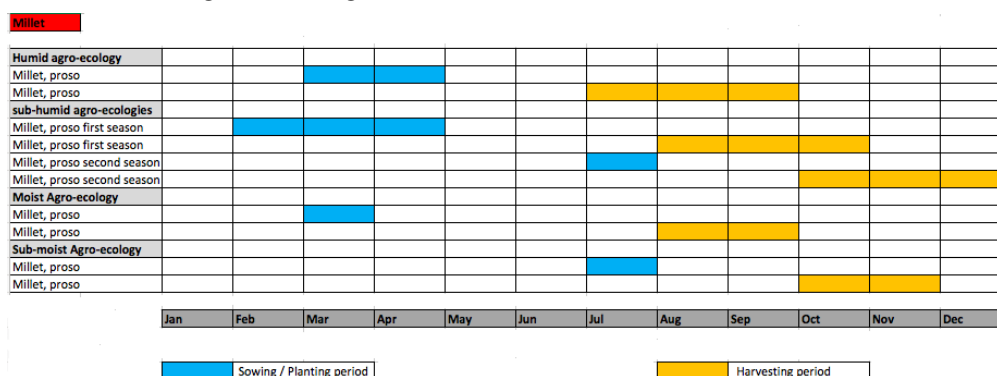 Millet
Humid agro-ecology
Millet, proso
Millet, proso
sub-humid agro-ecologies
Millet, proso first season
Millet, proso first season
Millet, proso second season
Millet, proso second season
Moist Agro-ecology
Millet, proso
Millet, proso
Sub-moist Agro-ecology
Millet, proso
Millet, proso
Jan Feb Mar Apr May Jun Jul Aug Sep Oct Nov Dec
Sowing / Planting period Harvesting period